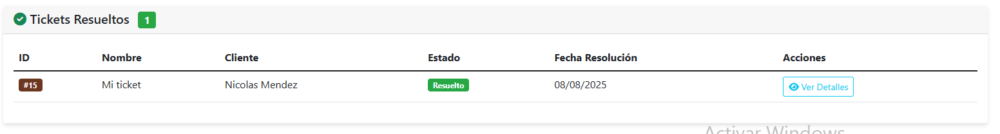 Tickets Resueltos 1
ID Nombre Cliente Estado Fecha Resolución Acciones
#15 Mi ticket Nicolas Mendez Resuelto 08/08/2025 Ver Detalles
Activar Windows